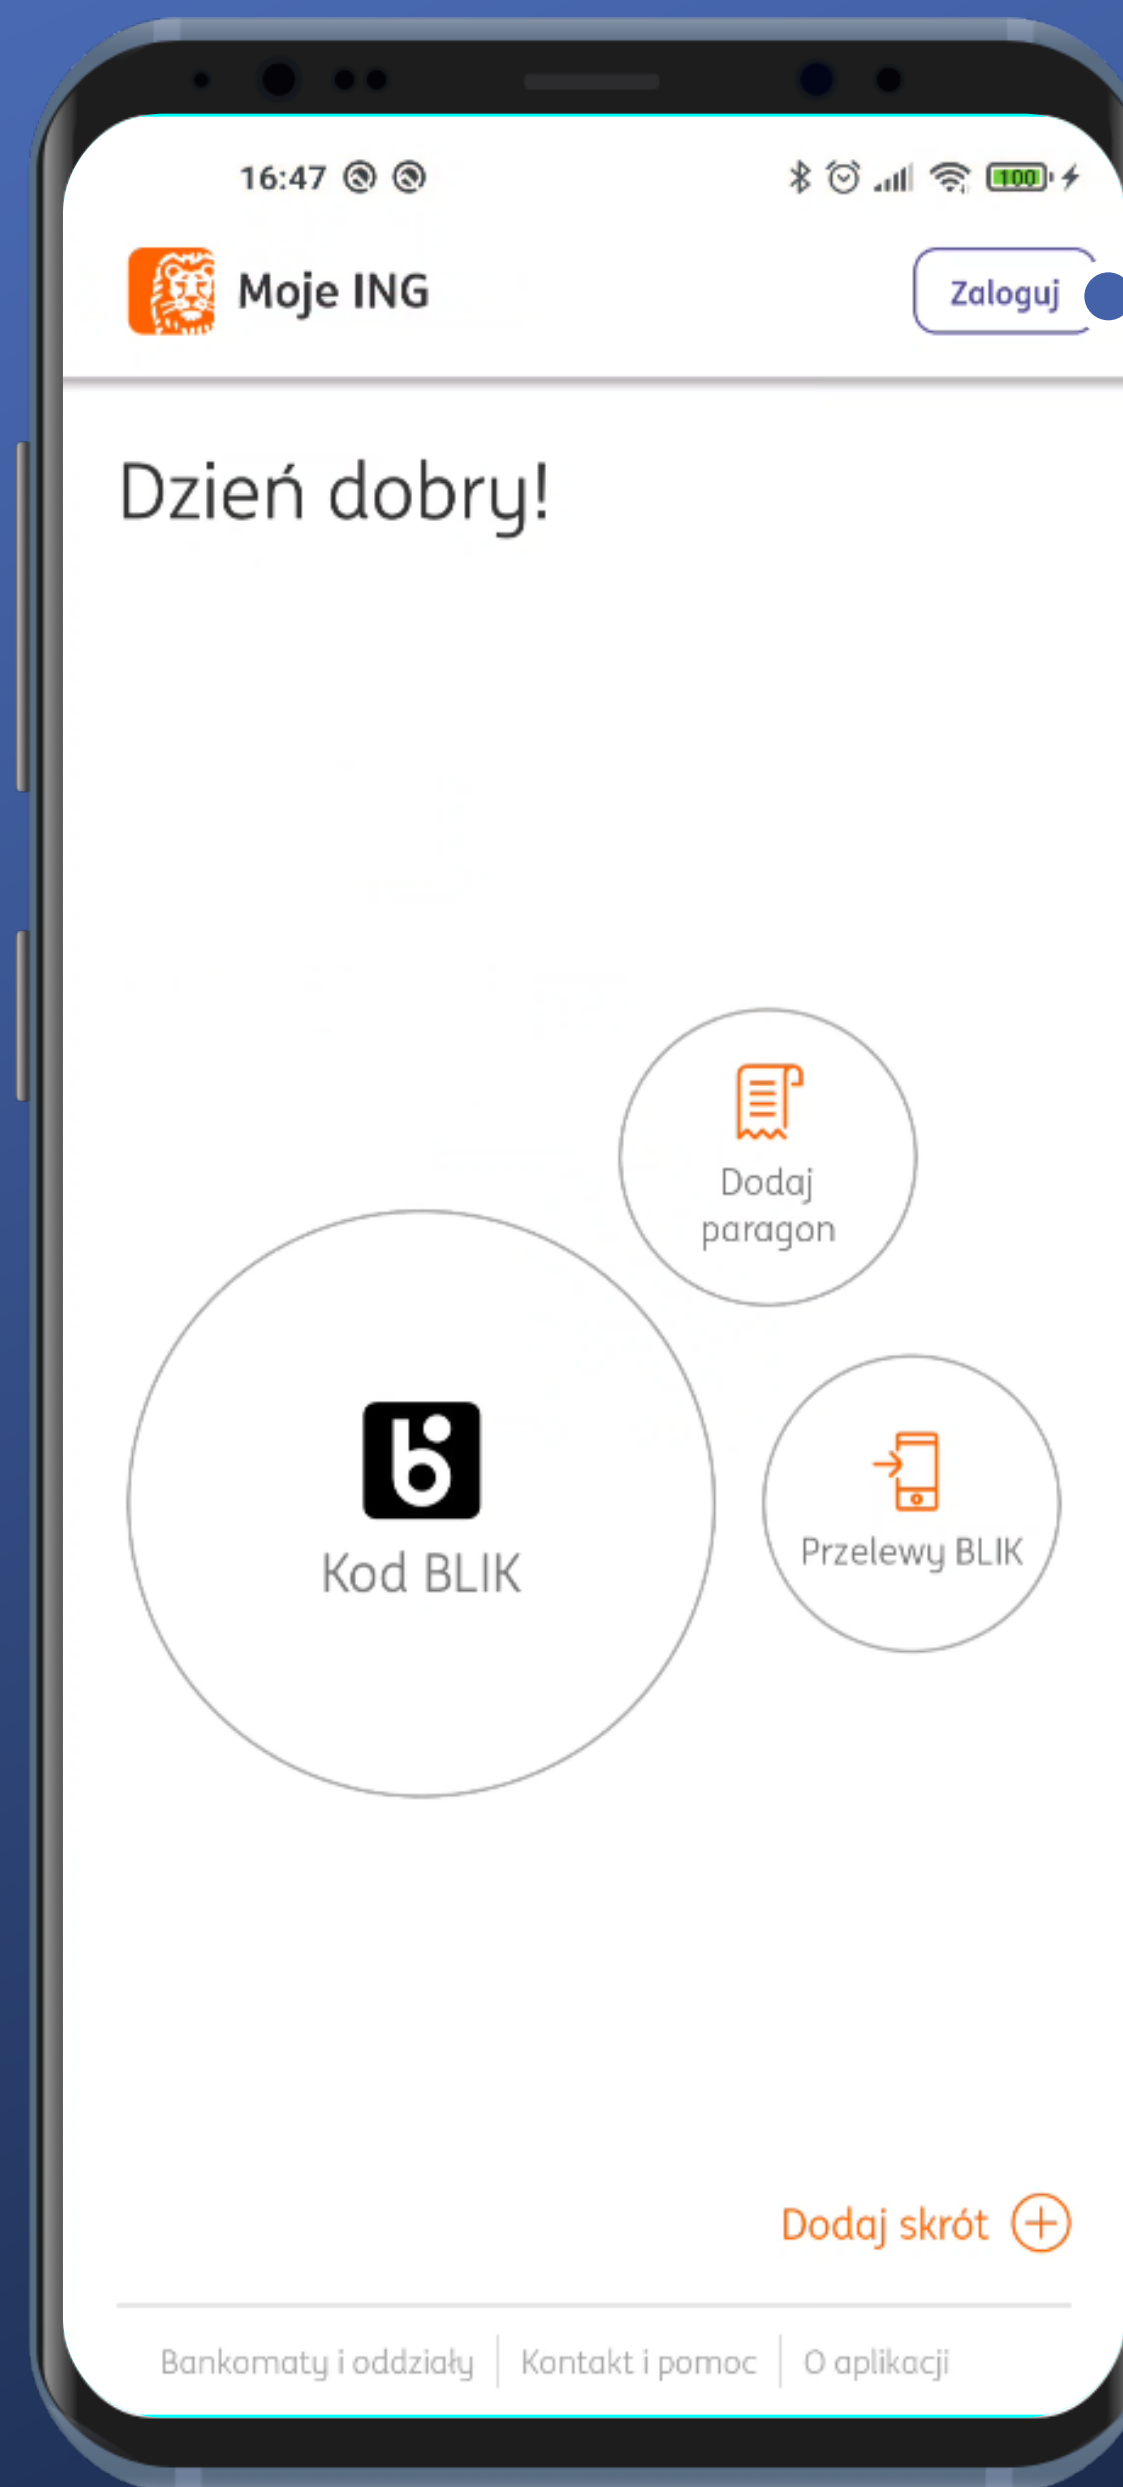 16:47
100
Moje ING
Zaloguj
Dzień dobry!
Dodaj
paragon
Kod BLIK
Przelewy BLIK
Dodaj skrót
Bankomaty i oddziały
Kontakt i pomoc
O aplikacji